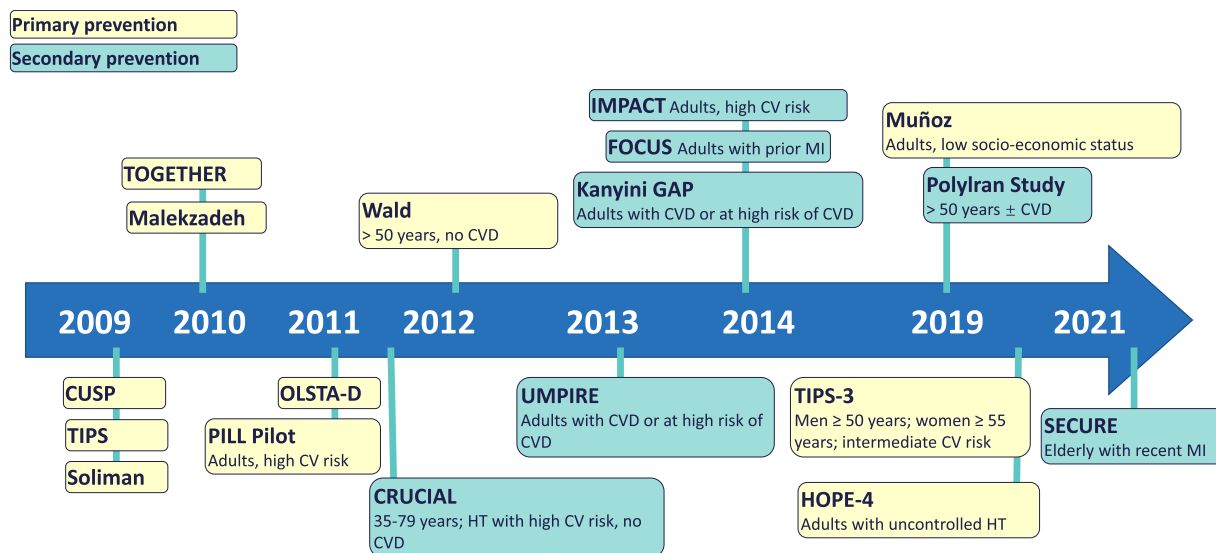 Primary prevention
Secondary prevention
IMPACT Adults, high CV risk
FOCUS Adults with prior MI
Kanyini GAP
Adults with CVD or at high risk of CVD
Muñoz
Adults, low socio-economic status
PolyIran Study
> 50 years ± CVD
TOGETHER
Malekzadeh
Wald
> 50 years, no CVD
2009 2010 2011 2012 2013 2014 2019 2021
CUSP
TIPS
Soliman
OLSTA-D
PILL Pilot
Adults, high CV risk
CRUCIAL
35-79 years; HT with high CV risk, no
CVD
UMPIRE
Adults with CVD or at high risk of
CVD
TIPS-3
Men ≥ 50 years; women ≥ 55
years; intermediate CV risk
HOPE-4
Adults with uncontrolled HT
SECURE
Elderly with recent MI